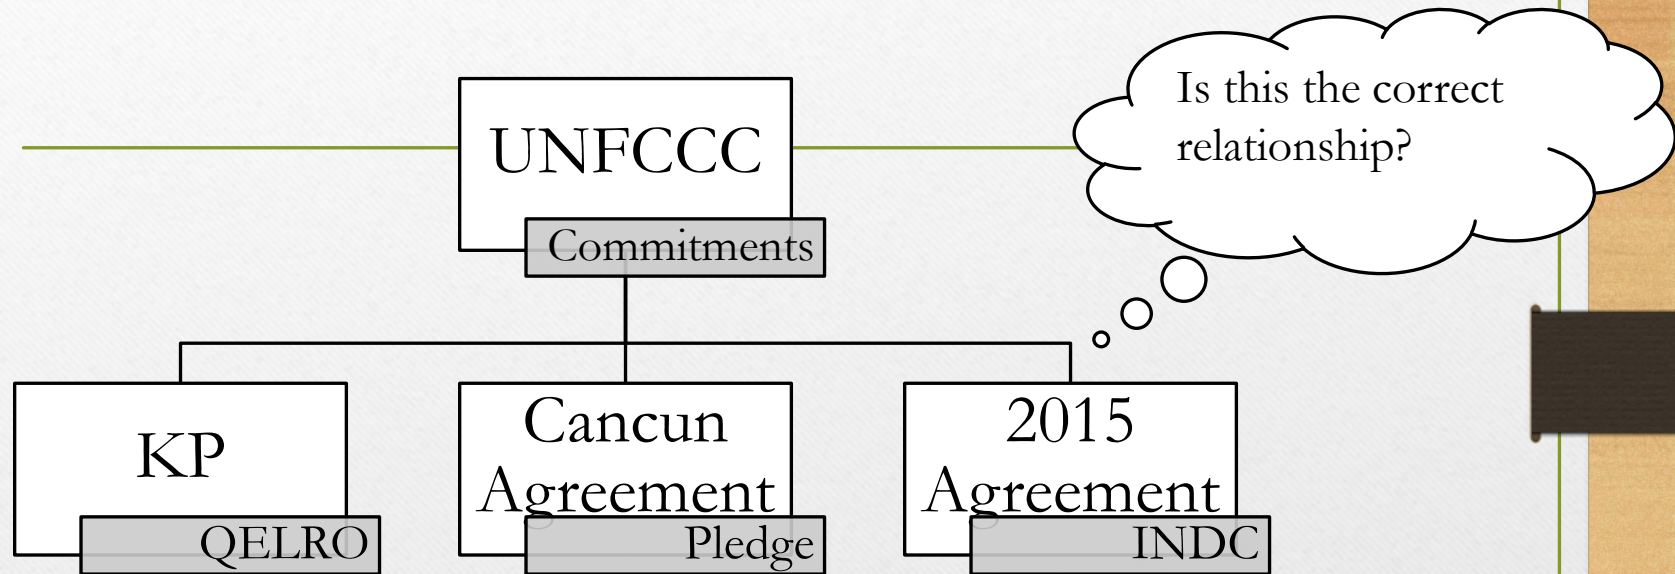 Is this the correct
relationship?
UNFCCC
Commitments
KP
QELRO
Cancun
Agreement
Pledge
2015
Agreement
INDC